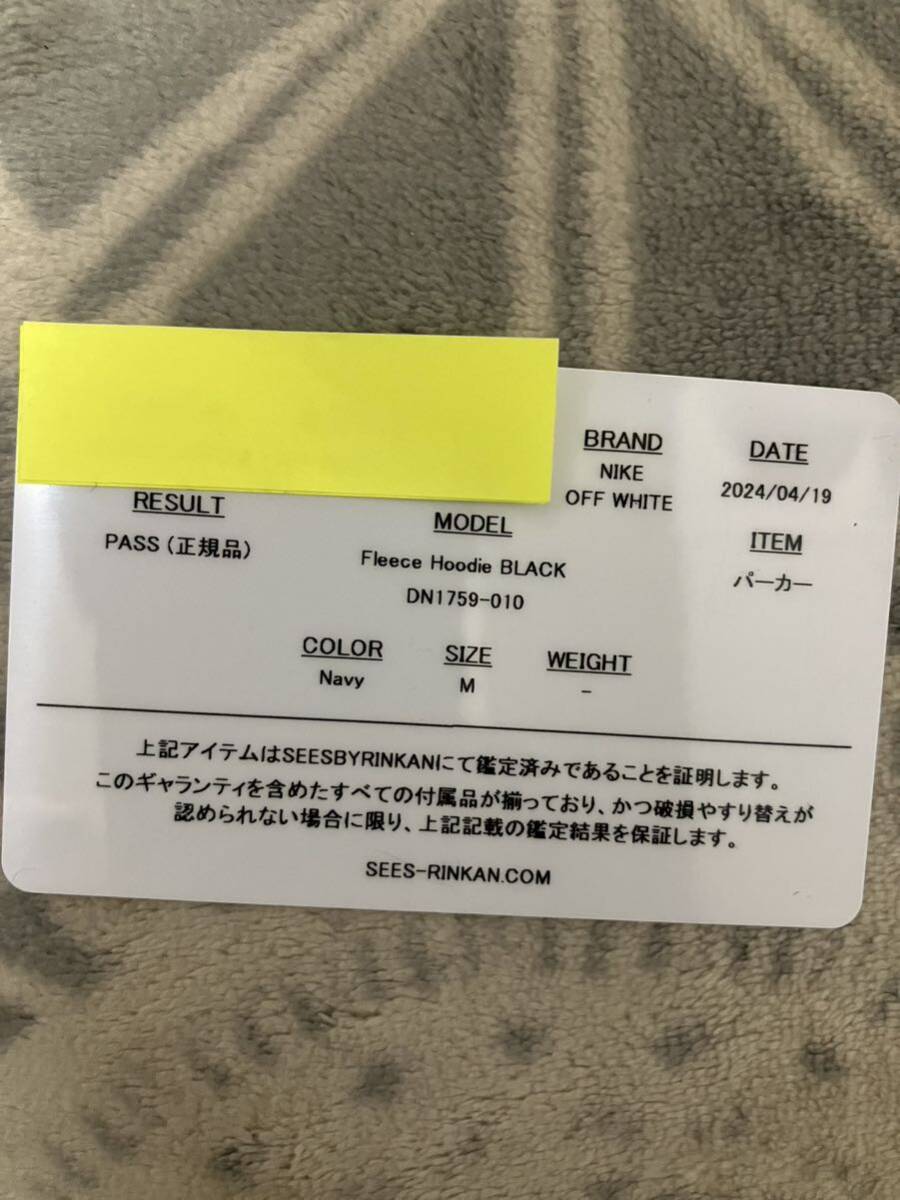 BRAND
NIKE
OFF WHITE
DATE
2024/04/19
RESULT
PASS (正規品)
MODEL
Fleece Hoodie BLACK
DN1759-010
ITEM
パーカー
COLOR
Navy
SIZE
M
WEIGHT
-
上記アイテムはSEESBYRINKANにて鑑定済みであることを証明します。
このギャランティを含めたすべての付属品が揃っており、かつ破損やすり替えが
認められない場合に限り、上記記載の鑑定結果を保証します。
SEES-RINKAN.COM